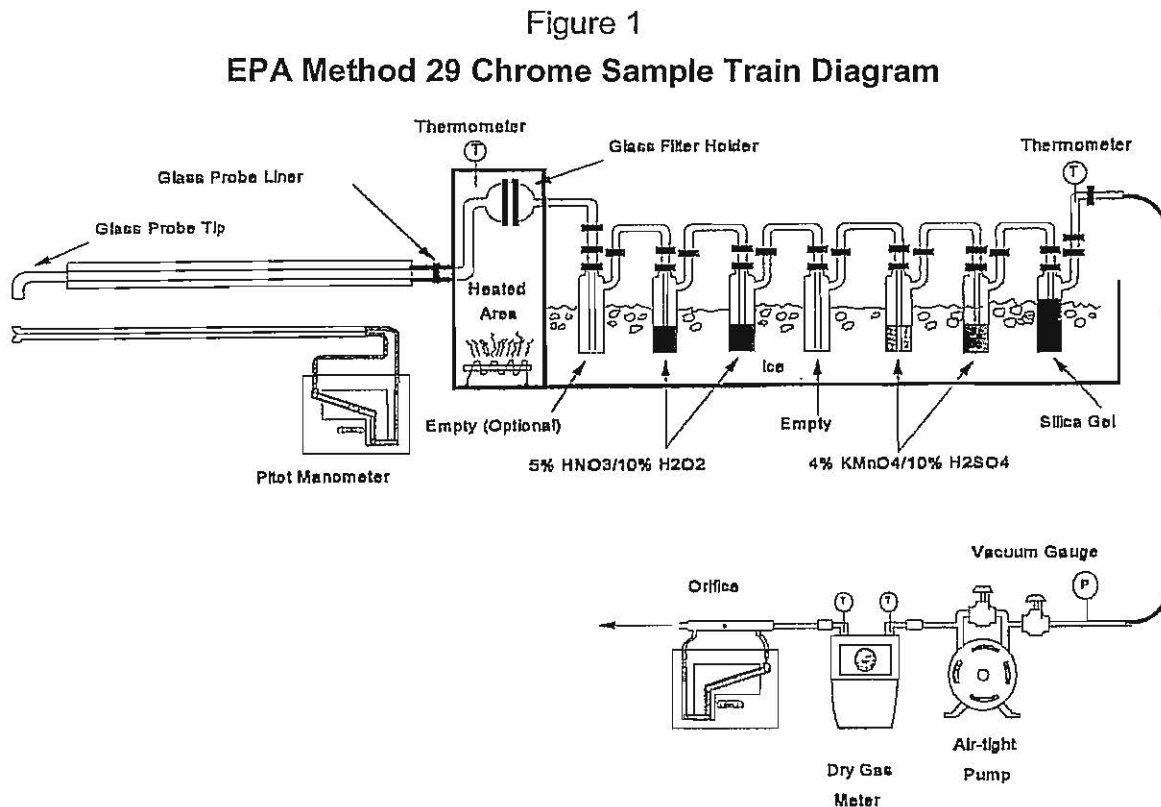 Figure 1
EPA Method 29 Chrome Sample Train Diagram
Thermometer
T
Glass Filter Holder
Thermometer
T
Glass Probe Liner
Glass Probe Tip
Heated
Area
Ice
Empty (Optional)
Empty
Silica Gel
5% HNO3/10% H2O2
4% KMnO4/10% H2SO4
Pitot Manometer
Vacuum Gauge
Orifice
T
T
P
Air-tight
Pump
Dry Gas
Meter